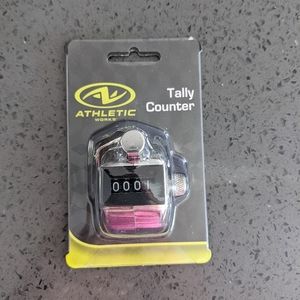 Tally
Counter
ATHLETIC
WORKS
0001